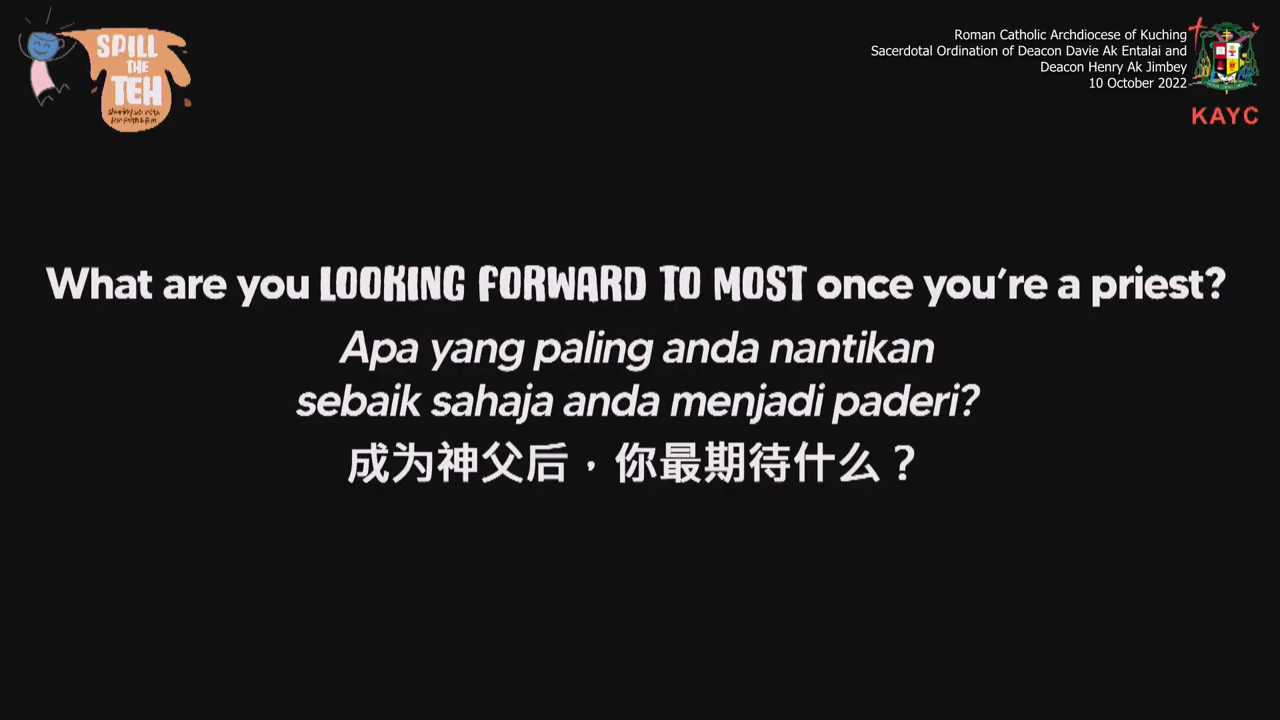 SPILL
THE
TEH
Roman Catholic Archdiocese of Kuching
Sacerdotal Ordination of Deacon Davie Ak Entalai and
Deacon Henry Ak Jimbey
10 October 2022
KAYC
What are you LOOKING FORWARD TO MOST once you're a priest?
Apa yang paling anda nantikan
sebaik sahaja anda menjadi paderi?
成为神父后，你最期待什么？